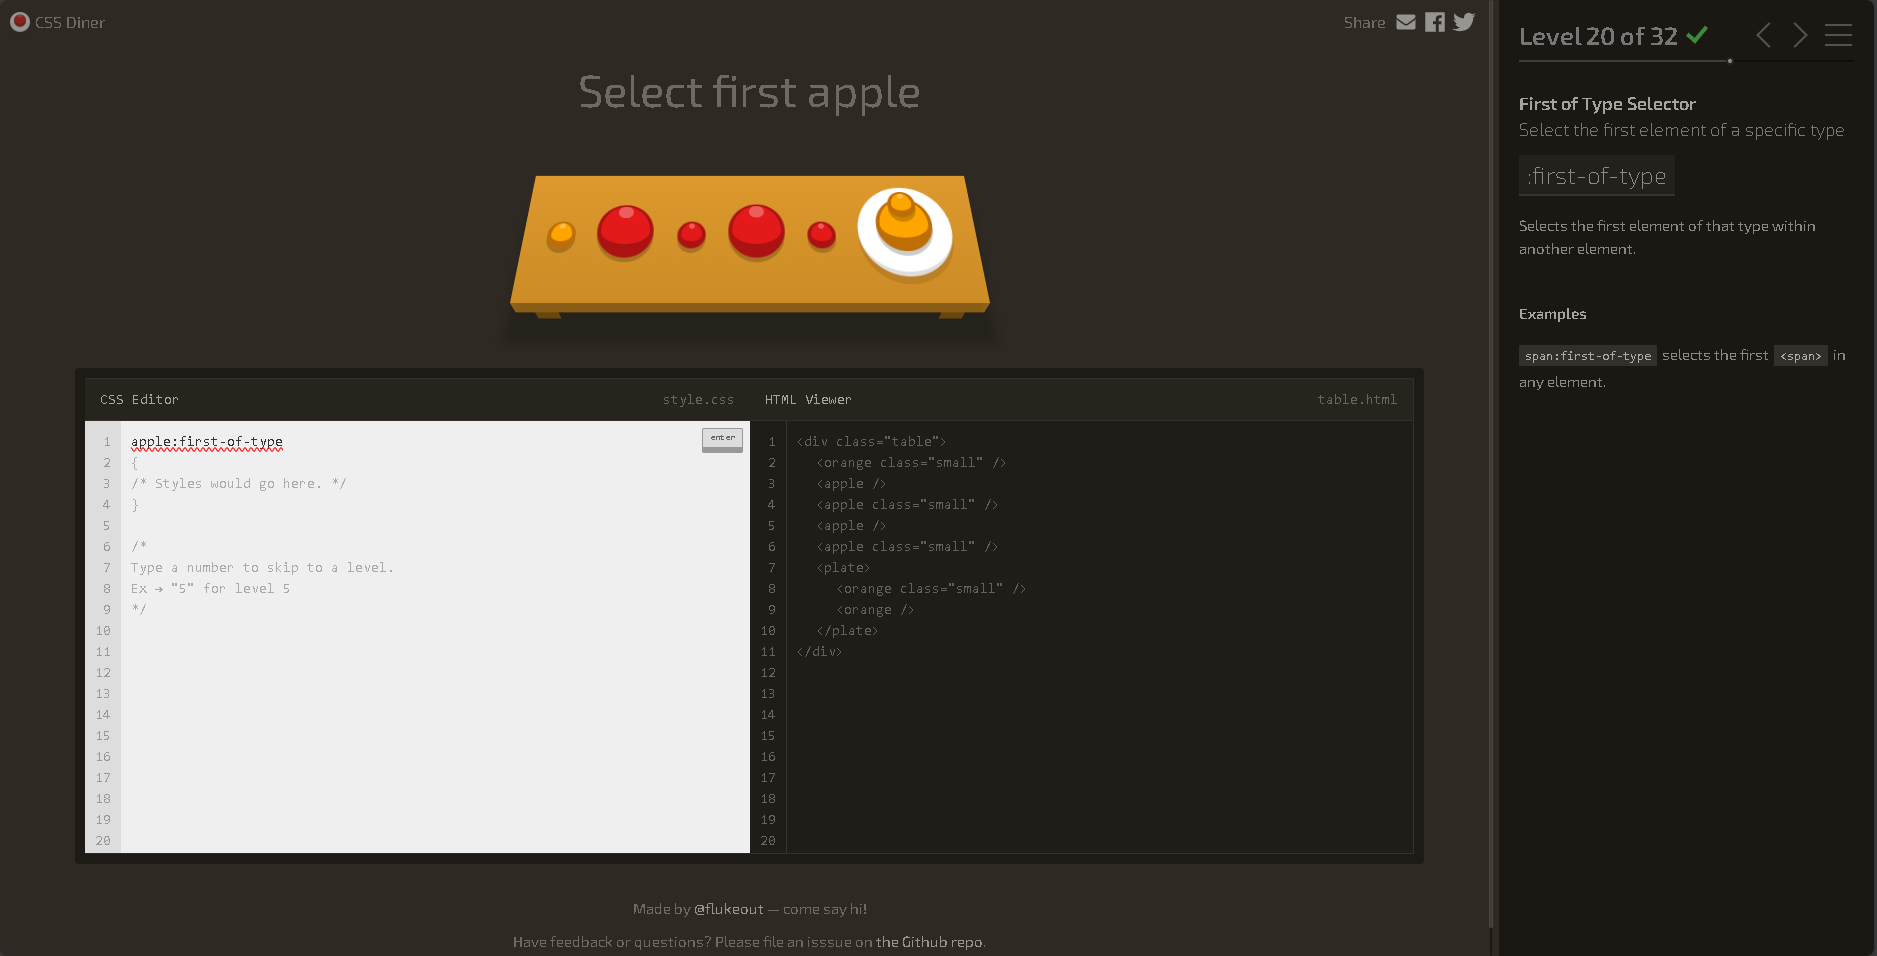 CSS Diner
Share
Select first apple
CSS Editor style.css
1 apple:first-of-type
enter
2 {
3 /* Styles would go here. */
4 }
5
6 /*
7 Type a number to skip to a level.
8 Ex → "5" for level 5
9 */
10
11
12
13
14
15
16
17
18
19
20
HTML Viewer table.html
1 <div class="table">
2 <orange class="small" />
3 <apple />
4 <apple class="small" />
5 <apple />
6 <apple class="small" />
7 <plate>
8 <orange class="small" />
9 <orange />
10 </plate>
11 </div>
12
13
14
15
16
17
18
19
20
Made by @flukeout — come say hi!
Have feedback or questions? Please file an isssue on the Github repo.
Level 20 of 32
First of Type Selector
Select the first element of a specific type
:first-of-type
Selects the first element of that type within
another element.
Examples
span:first-of-type selects the first <span> in
any element.